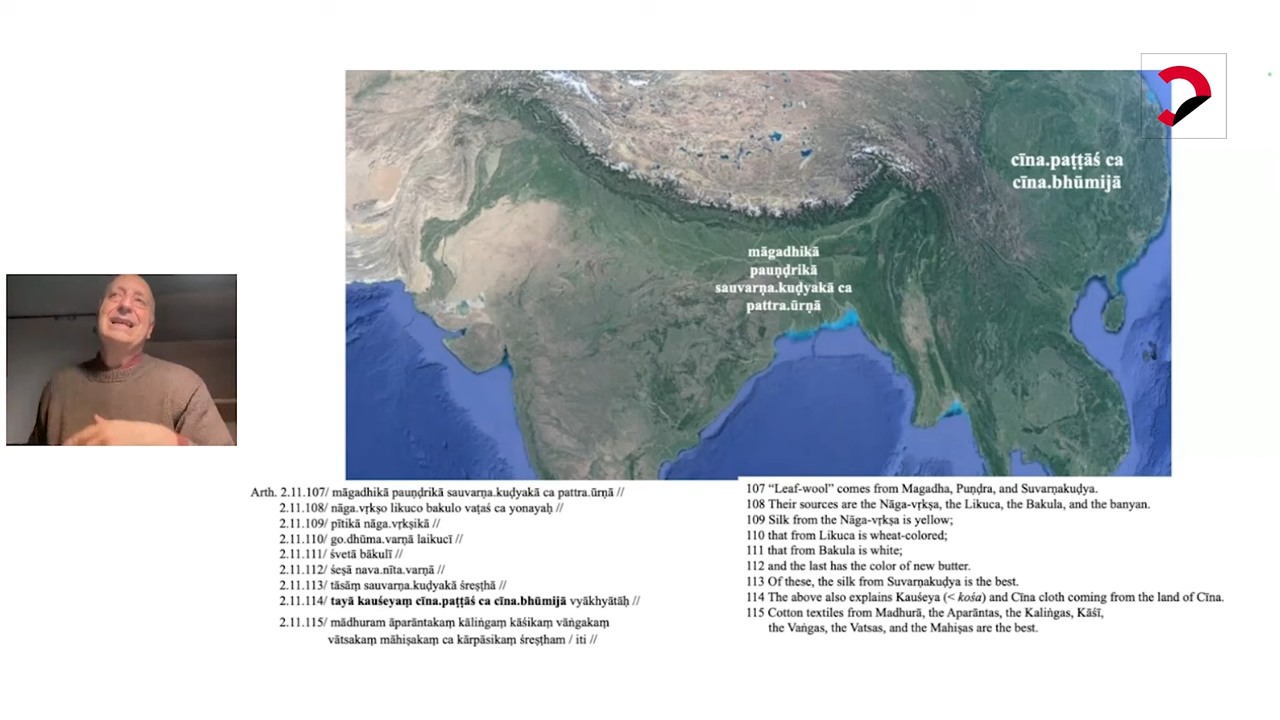 cīna.paṭṭāś ca
cīna.bhūmijā
māgadhikā
pauṇḍrikā
sauvarṇa.kuḍyakā ca
pattra.ūrṇā
Arth. 2.11.107/ māgadhikā pauṇḍrikā sauvarṇa.kuḍyakā ca pattra.ūrṇā //
2.11.108/ nāga.vṛkṣo likuco bakulo vaṭaś ca yonayaḥ //
2.11.109/ pītikā nāga.vṛkṣikā //
2.11.110/ go.dhūma.varṇā laikucī //
2.11.111/ śvetā bākulī //
2.11.112/ śeṣā nava.nīta.varṇā //
2.11.113/ tāsāṃ sauvarṇa.kuḍyakā śreṣṭhā //
2.11.114/ tayā kauśeyaṃ cīna.paṭṭāś ca cīna.bhūmijā vyākhyātāḥ //
2.11.115/ mādhuram āparāntakaṃ kāliṅgaṃ kāśikaṃ vāṅgakaṃ
vātsakaṃ māhiṣakaṃ ca kārpāsikaṃ śreṣṭham / iti //
107 “Leaf-wool” comes from Magadha, Puṇḍra, and Suvarṇakuḍya.
108 Their sources are the Nāga-vṛkṣa, the Likuca, the Bakula, and the banyan.
109 Silk from the Nāga-vṛkṣa is yellow;
110 that from Likuca is wheat-colored;
111 that from Bakula is white;
112 and the last has the color of new butter.
113 Of these, the silk from Suvarṇakuḍya is the best.
114 The above also explains Kauśeya (< kośa) and Cīna cloth coming from the land of Cīna.
115 Cotton textiles from Madhurā, the Aparāntas, the Kaliṅgas, Kāśī,
the Vaṅgas, the Vatsas, and the Mahiṣas are the best.